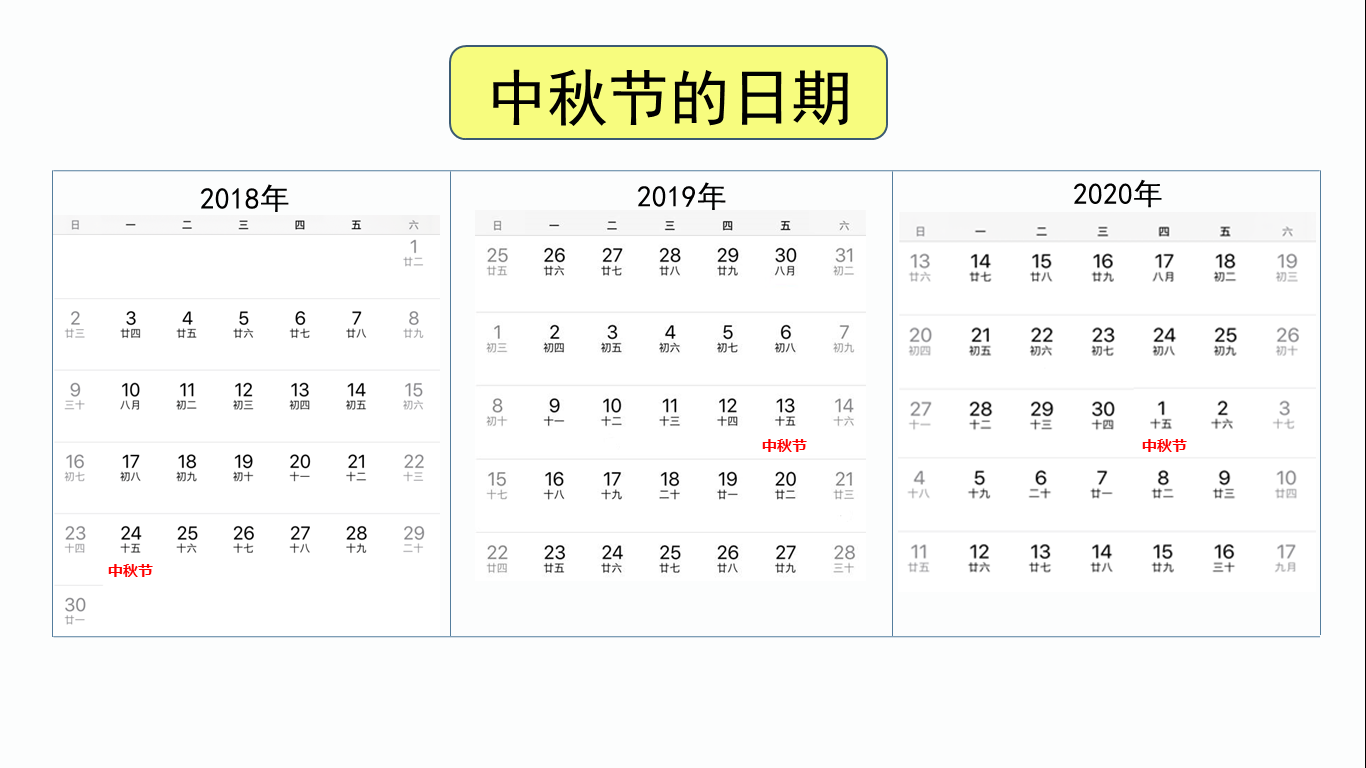 中秋节的日期
2018年
日 一 二 三 四 五 六
1
廿二
2 3 4 5 6 7 8
廿三 廿四 廿五 廿六 廿七 廿八 廿九
9 10 11 12 13 14 15
三十 八月 初二 初三 初四 初五 初六
16 17 18 19 20 21 22
初七 初八 初九 初十 十一 十二 十三
23 24 25 26 27 28 29
十四 十五 十六 十七 十八 十九 二十
中秋节
30
廿一
2019年
日 一 二 三 四 五 六
25 26 27 28 29 30 31
廿五 廿六 廿七 廿八 廿九 八月 初二
1 2 3 4 5 6 7
初三 初四 初五 初六 初七 初八 初九
8 9 10 11 12 13 14
初十 十一 十二 十三 十四 十五 十六
中秋节
15 16 17 18 19 20 21
十七 十八 十九 二十 廿一 廿二 廿三
22 23 24 25 26 27 28
廿四 廿五 廿六 廿七 廿八 廿九 三十
2020年
日 一 二 三 四 五 六
13 14 15 16 17 18 19
廿六 廿七 廿八 廿九 八月 初二 初三
20 21 22 23 24 25 26
初四 初五 初六 初七 初八 初九 初十
27 28 29 30 1 2 3
十一 十二 十三 十四 十五 十六 十七
中秋节
4 5 6 7 8 9 10
十八 十九 二十 廿一 廿二 廿三 廿四
11 12 13 14 15 16 17
廿五 廿六 廿七 廿八 廿九 三十 九月